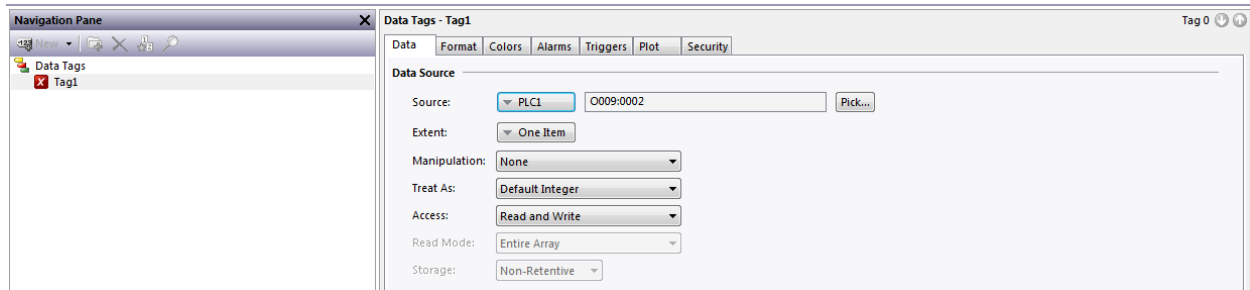 Navigation Pane
New
Data Tags
Tag1
Data Tags - Tag1
Tag 0
Data Format Colors Alarms Triggers Plot Security
Data Source
Source: PLC1 O009:0002 Pick...
Extent: One Item
Manipulation: None
Treat As: Default Integer
Access: Read and Write
Read Mode: Entire Array
Storage: Non-Retentive